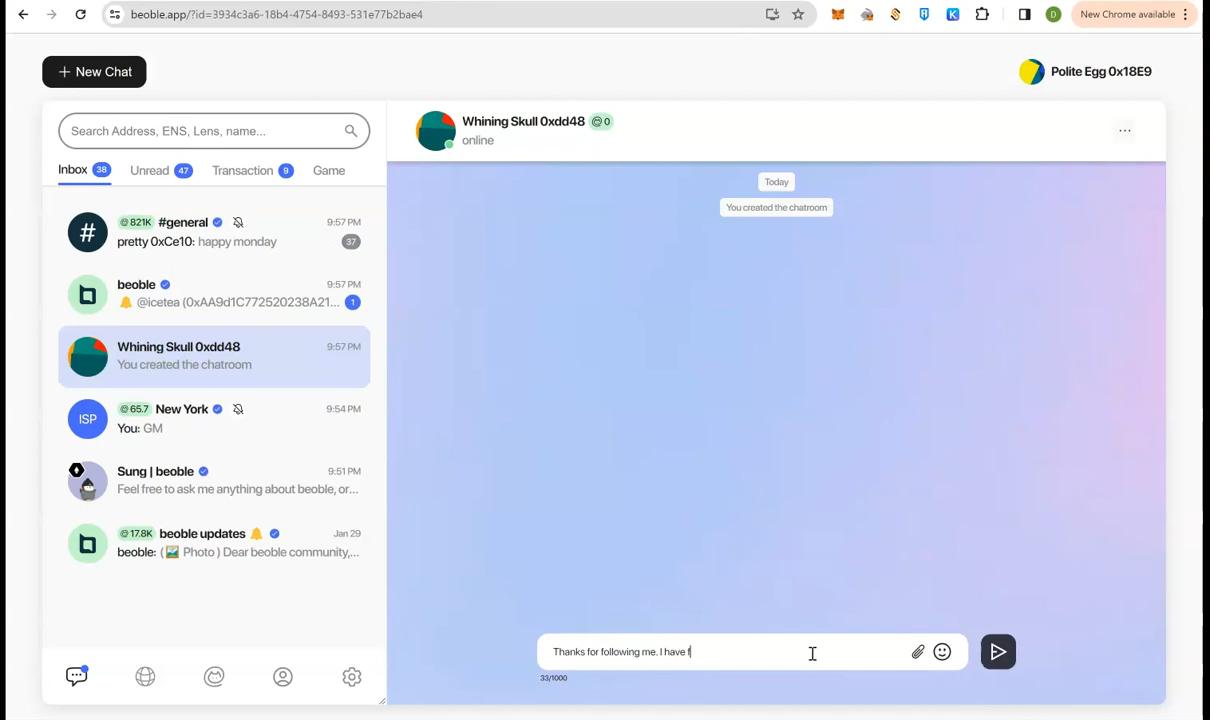 beoble.app/?id=3934c3a6-18b4-4754-8493-531e77b2bae4
New Chrome available
+ New Chat
Polite Egg 0x18E9
Search Address, ENS, Lens, name...
Inbox 38 Unread 47 Transaction 9 Game
Whining Skull 0xdd48 0
online
Today
You created the chatroom
# 821K #general 9:57 PM
pretty 0xCe10: happy monday 37
beoble 9:57 PM
🔔 @icetea (0xAA9d1C772520238A21... 1
Whining Skull 0xdd48 9:57 PM
You created the chatroom
ISP 65.7 New York 9:54 PM
You: GM
Sung | beoble 9:51 PM
Feel free to ask me anything about beoble, or...
17.8K beoble updates 🔔 Jan 29
beoble: (🖼️ Photo ) Dear beoble community,...
Thanks for following me. I have f
33/1000
D